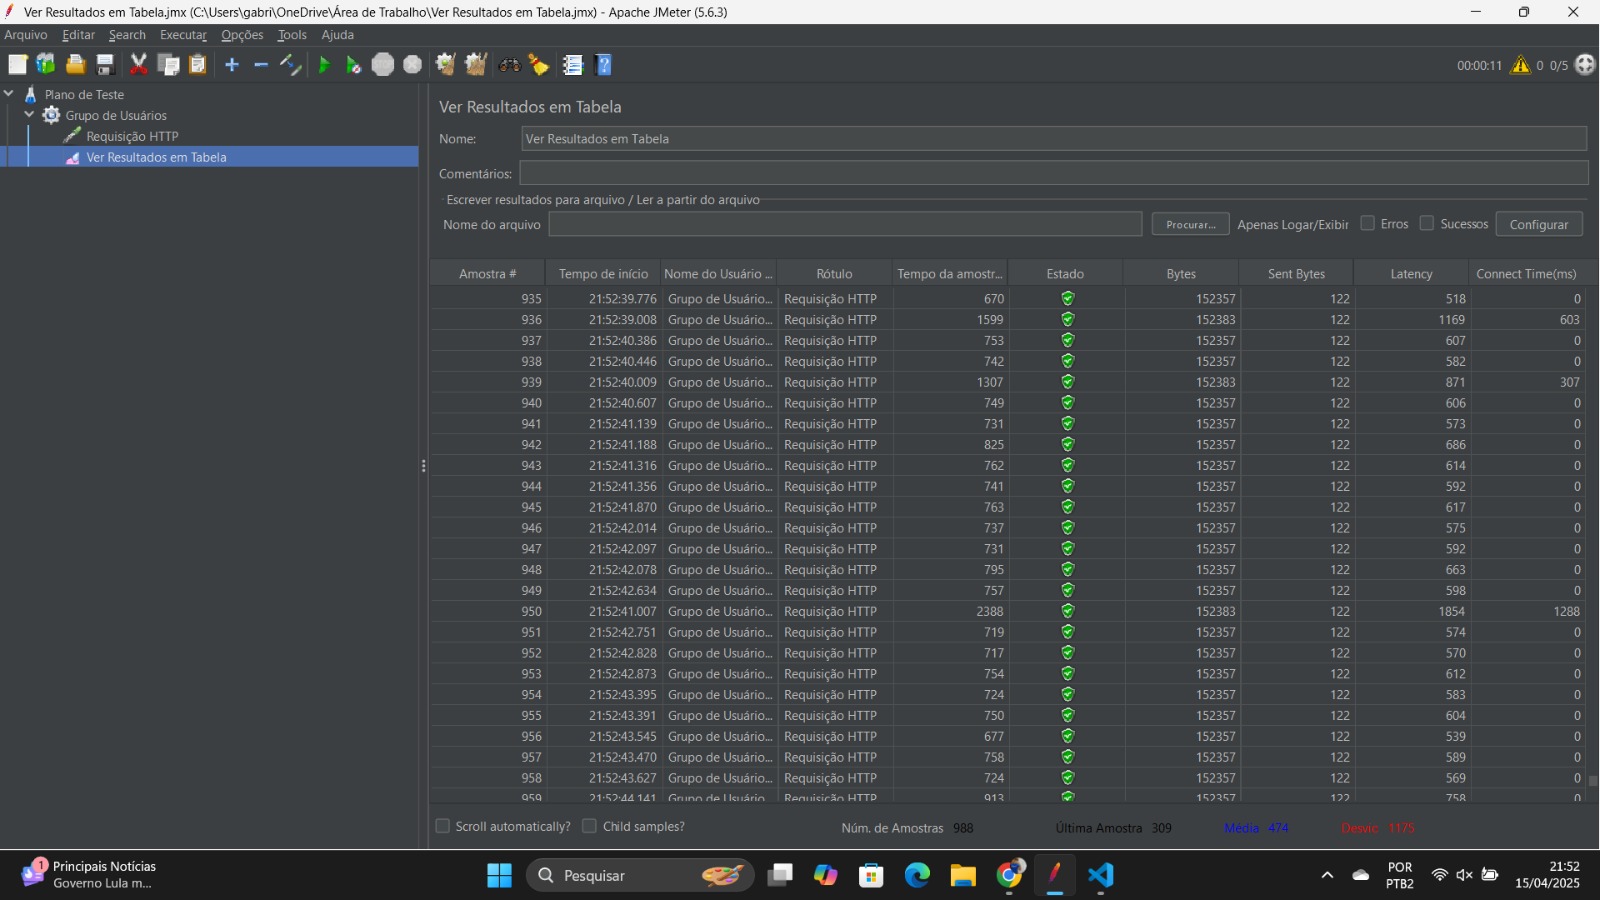 Ver Resultados em Tabela.jmx (C:\Users\gabri\OneDrive\Área de Trabalho\Ver Resultados em Tabela.jmx) - Apache JMeter (5.6.3)
Arquivo Editar Search Executar Opções Tools Ajuda
STOP 00:00:11 0 0/5
Plano de Teste
Grupo de Usuários
Requisição HTTP
Ver Resultados em Tabela
Ver Resultados em Tabela
Nome: Ver Resultados em Tabela
Comentários:
Escrever resultados para arquivo / Ler a partir do arquivo
Nome do arquivo Procurar... Apenas Logar/Exibir Erros Sucessos Configurar
Amostra # Tempo de início Nome do Usuário ... Rótulo Tempo da amostr... Estado Bytes Sent Bytes Latency Connect Time(ms)
935 21:52:39.776 Grupo de Usuário... Requisição HTTP 670 152357 122 518 0
936 21:52:39.008 Grupo de Usuário... Requisição HTTP 1599 152383 122 1169 603
937 21:52:40.386 Grupo de Usuário... Requisição HTTP 753 152357 122 607 0
938 21:52:40.446 Grupo de Usuário... Requisição HTTP 742 152357 122 582 0
939 21:52:40.009 Grupo de Usuário... Requisição HTTP 1307 152383 122 871 307
940 21:52:40.607 Grupo de Usuário... Requisição HTTP 749 152357 122 606 0
941 21:52:41.139 Grupo de Usuário... Requisição HTTP 731 152357 122 573 0
942 21:52:41.188 Grupo de Usuário... Requisição HTTP 825 152357 122 686 0
943 21:52:41.316 Grupo de Usuário... Requisição HTTP 762 152357 122 614 0
944 21:52:41.356 Grupo de Usuário... Requisição HTTP 741 152357 122 592 0
945 21:52:41.870 Grupo de Usuário... Requisição HTTP 763 152357 122 617 0
946 21:52:42.014 Grupo de Usuário... Requisição HTTP 737 152357 122 575 0
947 21:52:42.097 Grupo de Usuário... Requisição HTTP 731 152357 122 592 0
948 21:52:42.078 Grupo de Usuário... Requisição HTTP 795 152357 122 663 0
949 21:52:42.634 Grupo de Usuário... Requisição HTTP 757 152357 122 598 0
950 21:52:41.007 Grupo de Usuário... Requisição HTTP 2388 152383 122 1854 1288
951 21:52:42.751 Grupo de Usuário... Requisição HTTP 719 152357 122 574 0
952 21:52:42.828 Grupo de Usuário... Requisição HTTP 717 152357 122 570 0
953 21:52:42.873 Grupo de Usuário... Requisição HTTP 754 152357 122 612 0
954 21:52:43.395 Grupo de Usuário... Requisição HTTP 724 152357 122 583 0
955 21:52:43.391 Grupo de Usuário... Requisição HTTP 750 152357 122 604 0
956 21:52:43.545 Grupo de Usuário... Requisição HTTP 677 152357 122 539 0
957 21:52:43.470 Grupo de Usuário... Requisição HTTP 758 152357 122 589 0
958 21:52:43.627 Grupo de Usuário... Requisição HTTP 724 152357 122 569 0
959 21:52:44.141 Grupo de Usuário... Requisição HTTP 913 152357 122 758 0
Scroll automatically? Child samples? Núm. de Amostras 988 Última Amostra 309 Média 474 Desvio 1175
1 Principais Notícias
Governo Lula m...
Pesquisar
POR
PTB2
21:52
15/04/2025